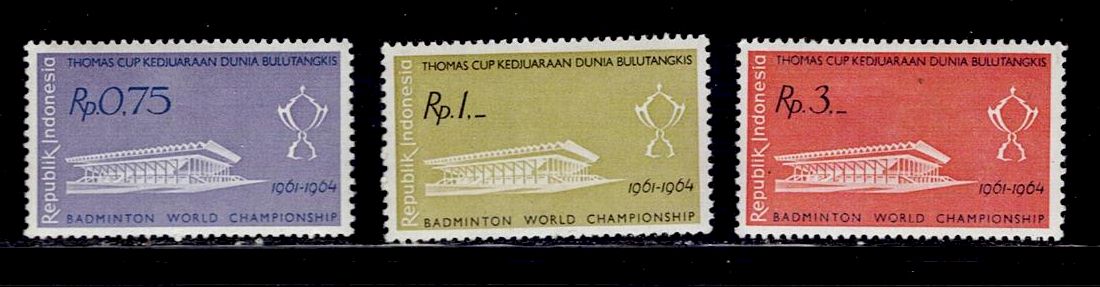 THOMAS CUP KEDJUARAAN DUNIA BULUTANGKIS
Rp.0,75
Republik Indonesia
1961-1964
BADMINTON WORLD CHAMPIONSHIP
THOMAS CUP KEDJUARAAN DUNIA BULUTANGKIS
Rp.1,_
Republik Indonesia
1961-1964
BADMINTON WORLD CHAMPIONSHIP
THOMAS CUP KEDJUARAAN DUNIA BULUTANGKIS
Rp.3,_
Republik Indonesia
1961-1964
BADMINTON WORLD CHAMPIONSHIP